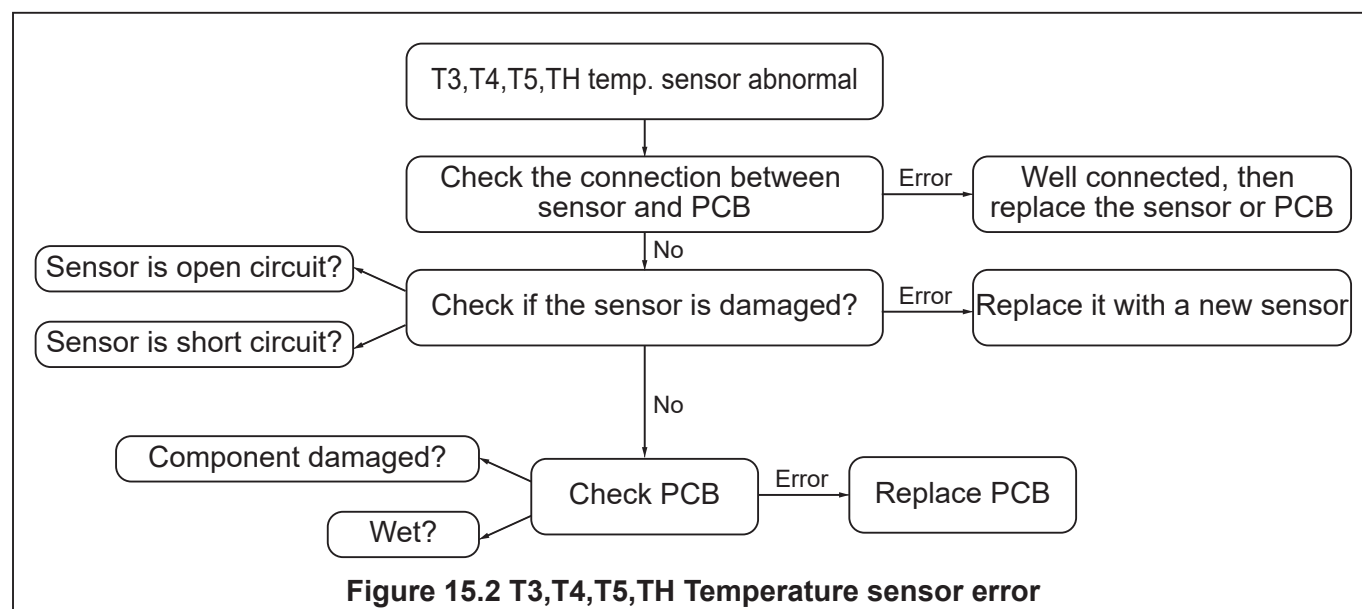 T3,T4,T5,TH temp. sensor abnormal
Check the connection between
sensor and PCB
Error
Well connected, then
replace the sensor or PCB
No
Sensor is open circuit?
Check if the sensor is damaged?
Error
Replace it with a new sensor
Sensor is short circuit?
No
Component damaged?
Check PCB
Error
Replace PCB
Wet?
Figure 15.2 T3,T4,T5,TH Temperature sensor error